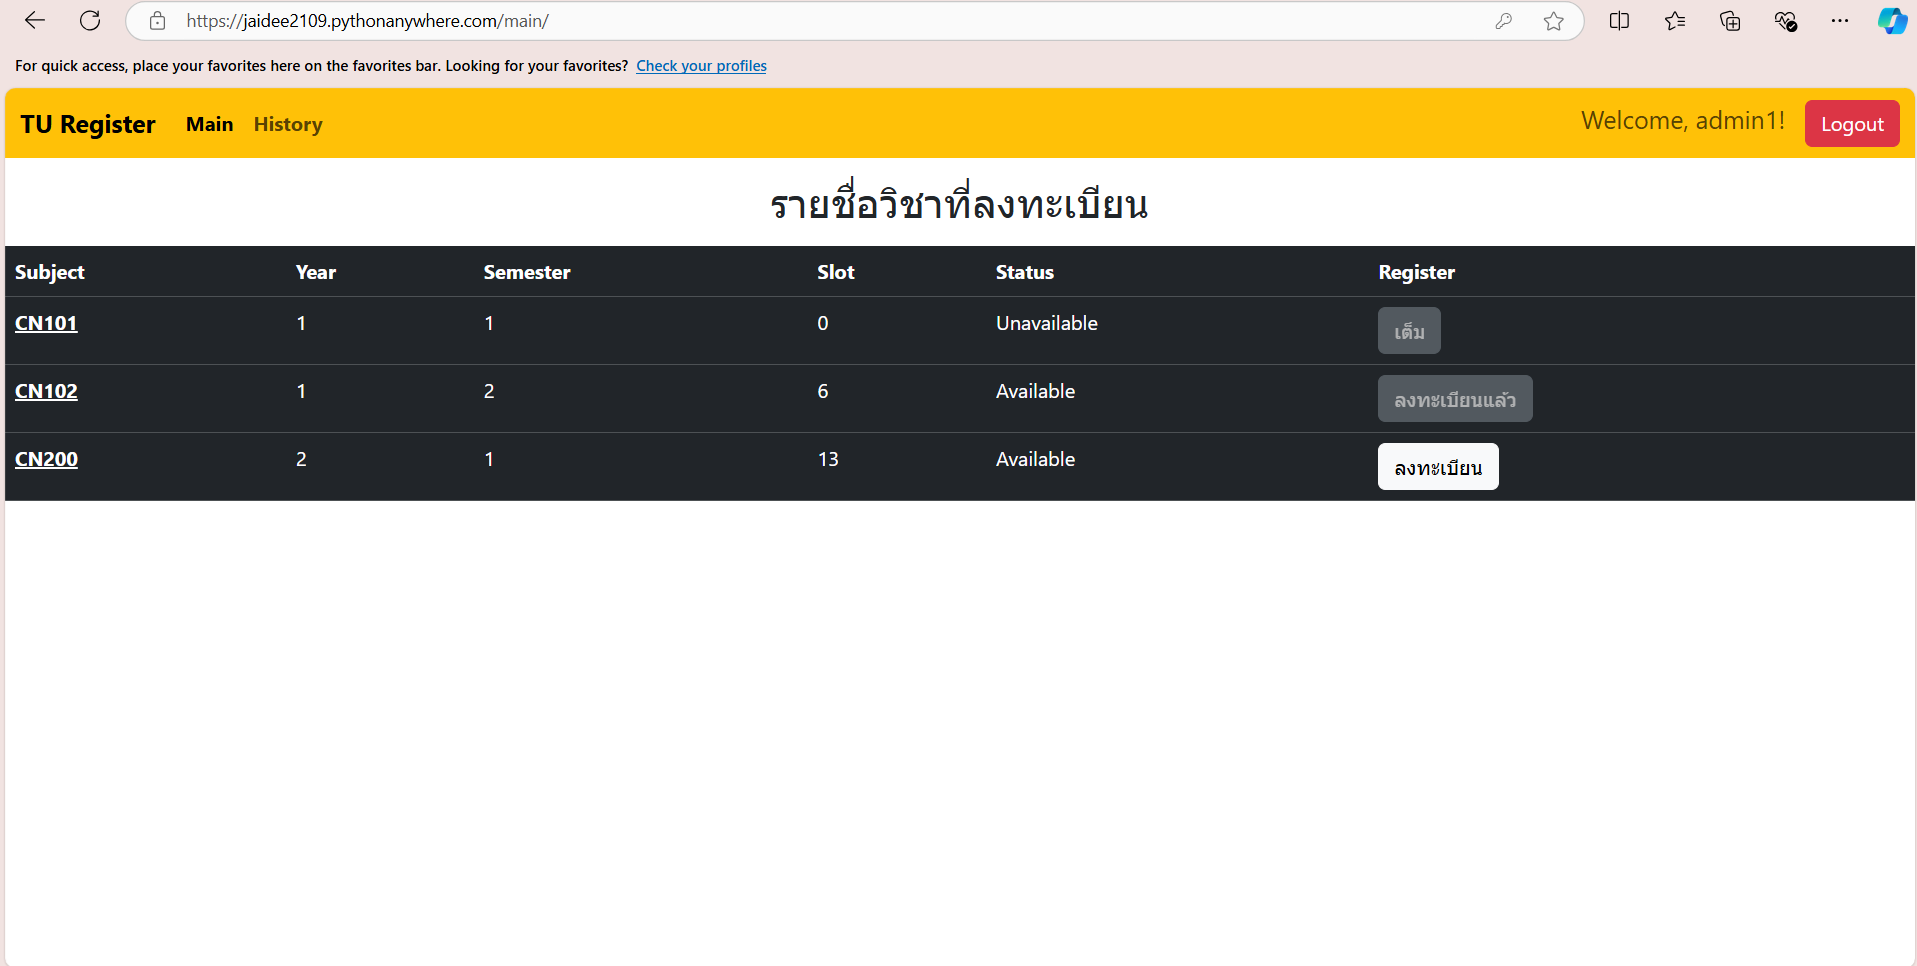 https://jaidee2109.pythonanywhere.com/main/
For quick access, place your favorites here on the favorites bar. Looking for your favorites? Check your profiles
TU Register Main History Welcome, admin1! Logout
รายชื่อวิชาที่ลงทะเบียน
Subject Year Semester Slot Status Register
CN101 1 1 0 Unavailable เต็ม
CN102 1 2 6 Available ลงทะเบียนแล้ว
CN200 2 1 13 Available ลงทะเบียน